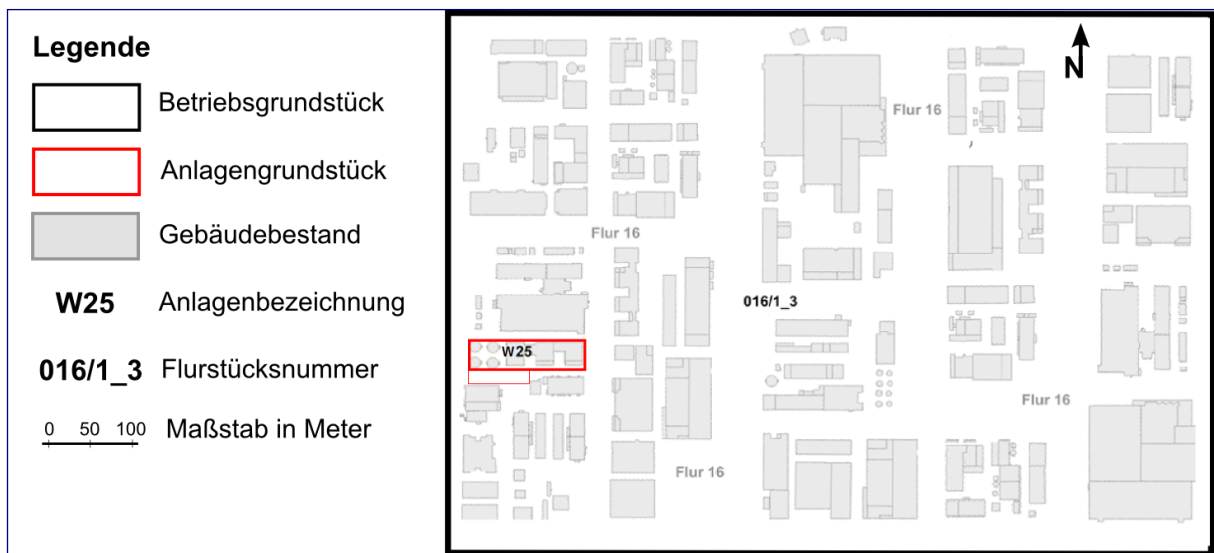 Legende
Betriebsgrundstück
Anlagengrundstück
Gebäudebestand
W25 Anlagenbezeichnung
016/1_3 Flurstücksnummer
0 50 100 Maßstab in Meter
N
Flur 16
Flur 16
016/1_3
W25
Flur 16
Flur 16